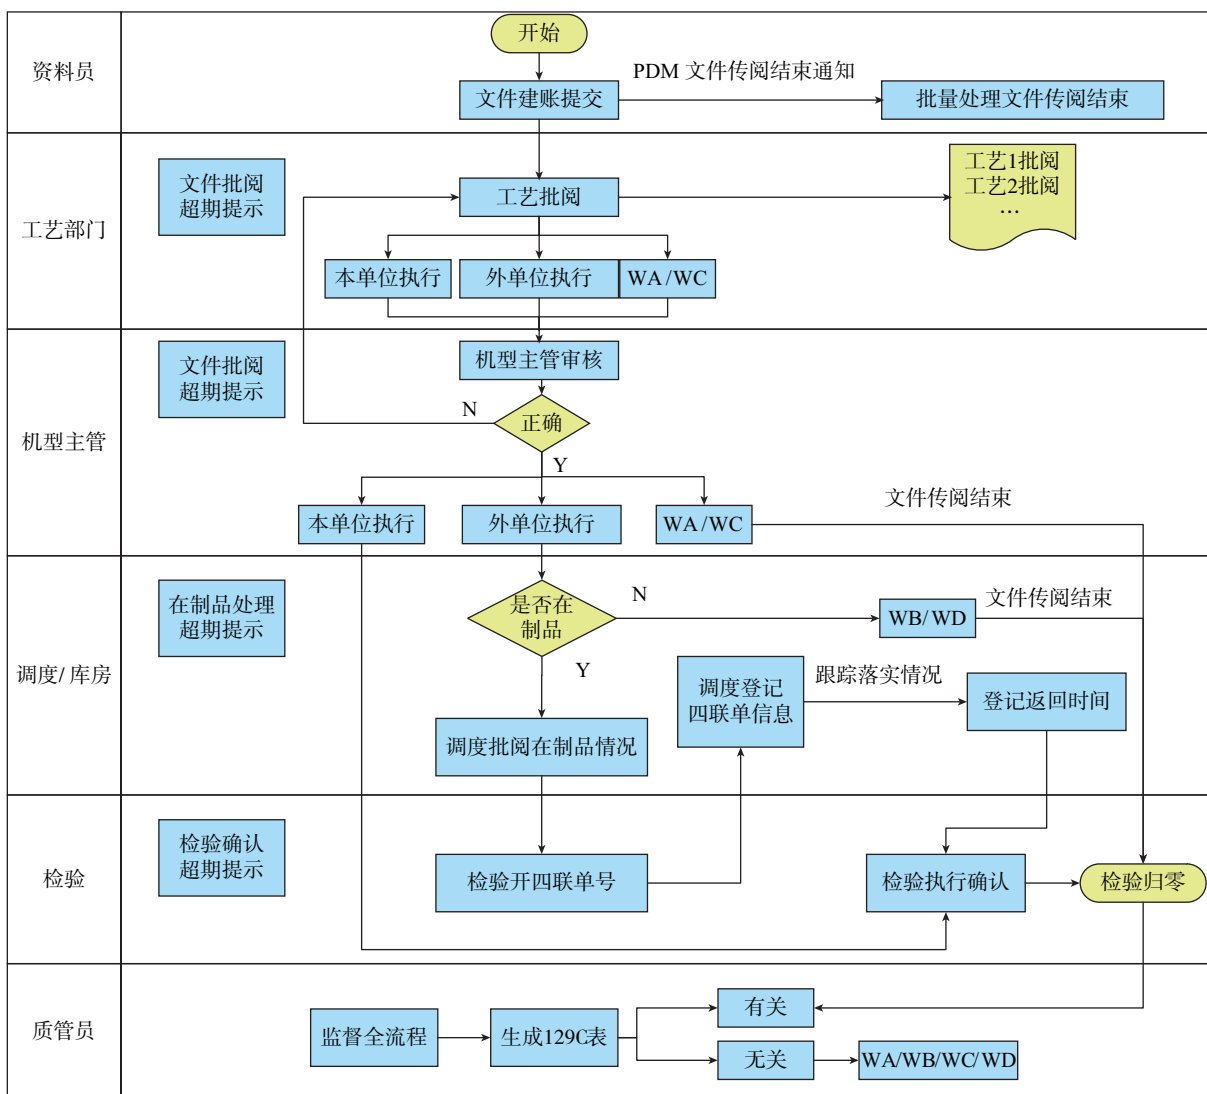 资料员
开始
PDM 文件传阅结束通知
文件建账提交
批量处理文件传阅结束
工艺部门
文件批阅
超期提示
工艺批阅
工艺1批阅
工艺2批阅
…
本单位执行
外单位执行
WA/WC
机型主管
文件批阅
超期提示
机型主管审核
N
正确
Y
本单位执行
外单位执行
WA/WC
文件传阅结束
调度/ 库房
在制品处理
超期提示
是否在
制品
N
WB/ WD
文件传阅结束
Y
调度批阅在制品情况
调度登记
四联单信息
跟踪落实情况
登记返回时间
检验
检验确认
超期提示
检验开四联单号
检验执行确认
检验归零
质管员
监督全流程
生成129C表
有关
无关
WA/WB/WC/WD